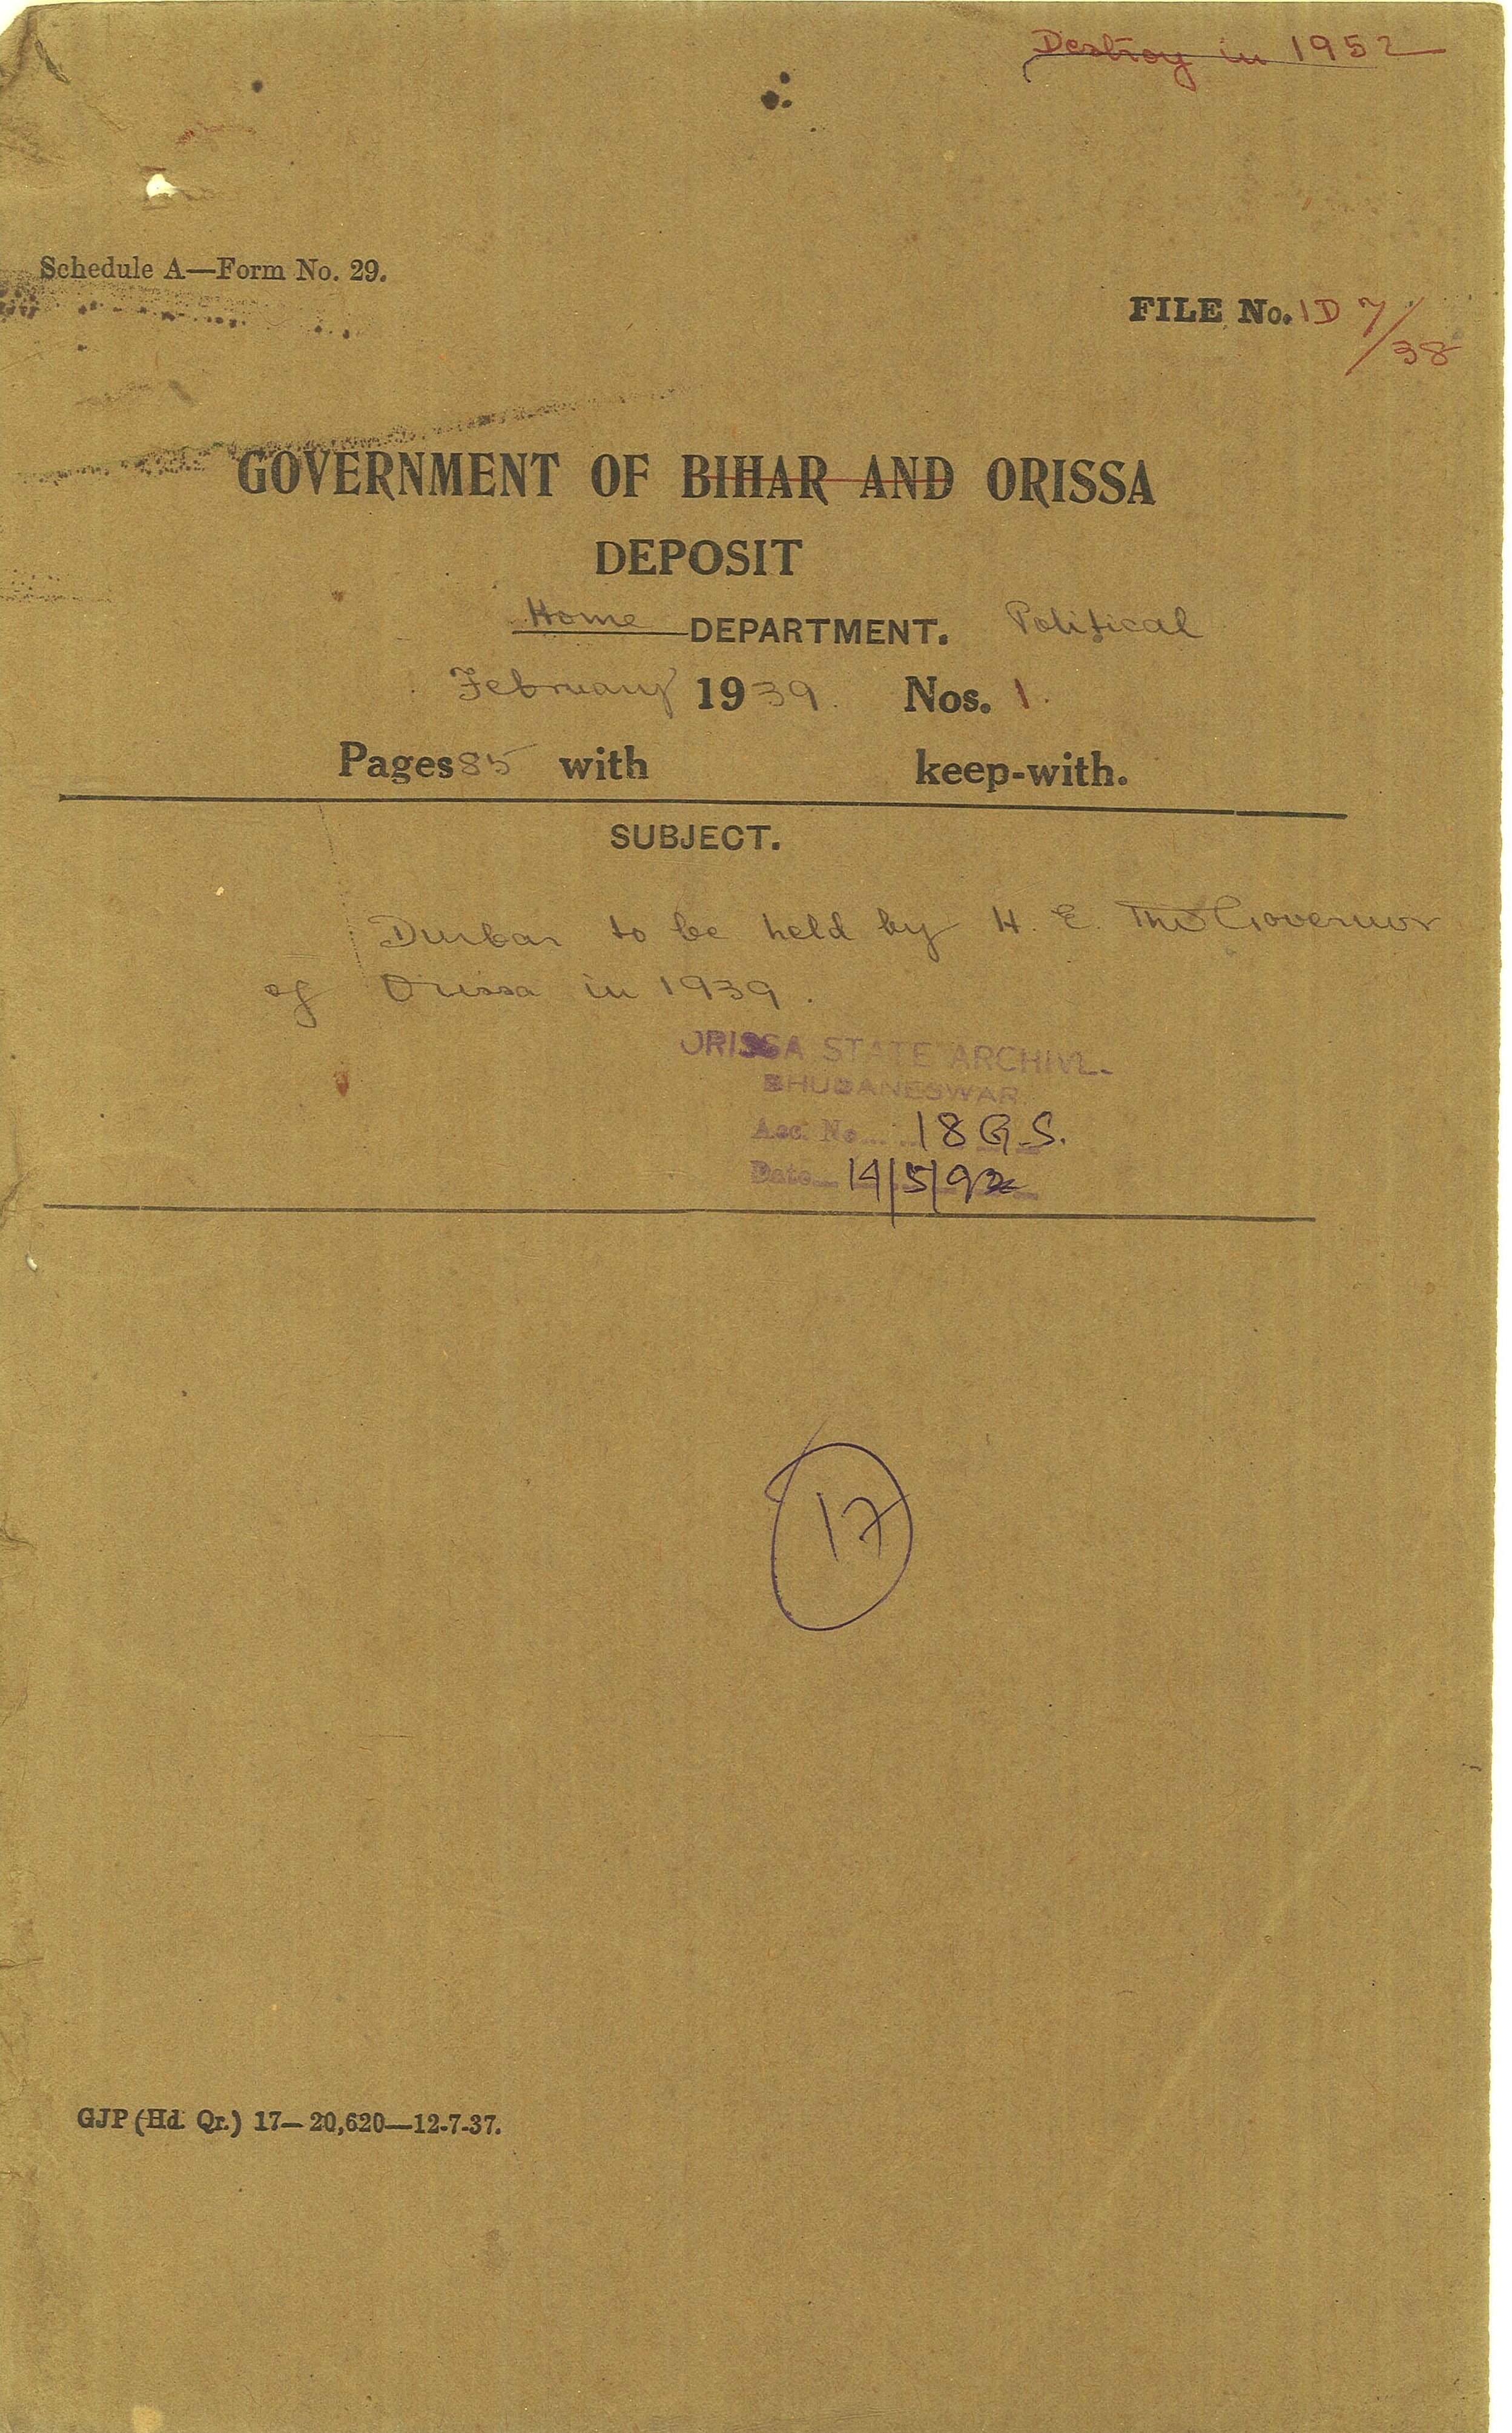 Destroy in 1952
Schedule A—Form No. 29.
FILE No. 1D 7/38
GOVERNMENT OF BIHAR AND ORISSA
DEPOSIT
Home DEPARTMENT. Political
February 1939. Nos. 1.
Pages 85 with keep-with.
SUBJECT.
Durbar to be held by H. E. The Governor
of Orissa in 1939.
ORISSA STATE ARCHIVE
BHUBANESWAR
Acc. No. 18 G.S.
Date 14/5/92
17
GJP (Hd Qr.) 17—20,620—12-7-37.